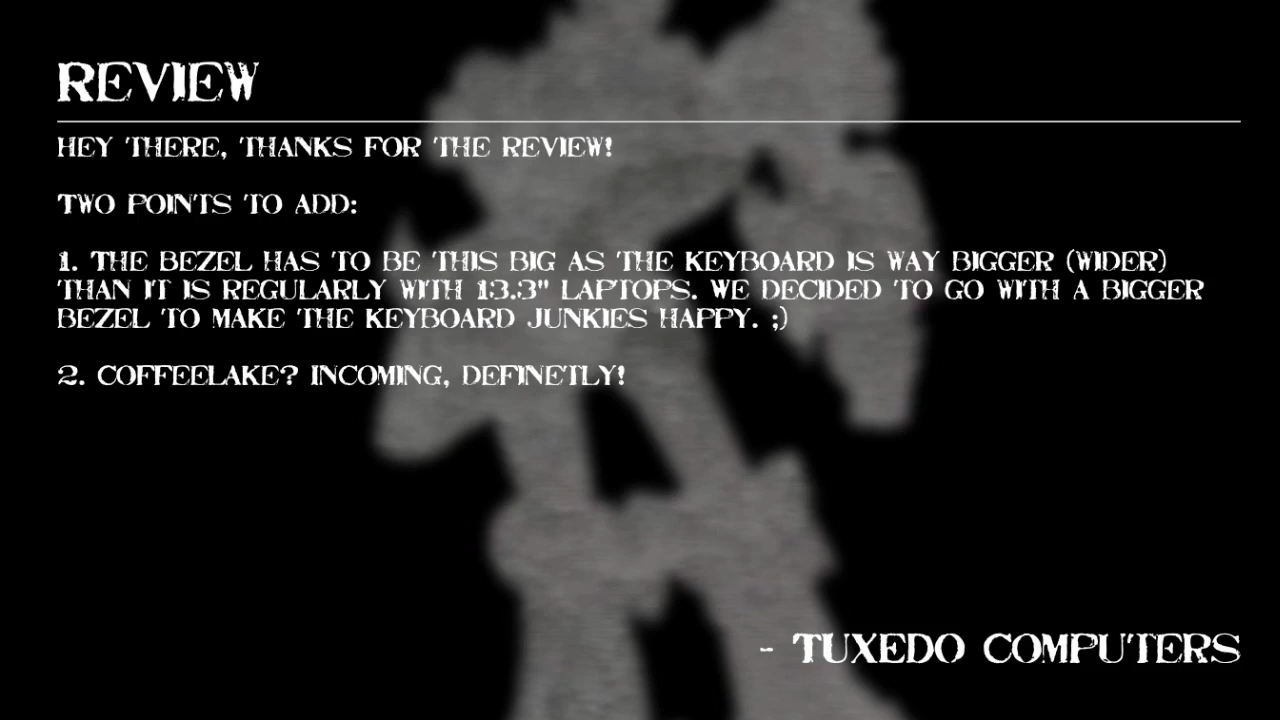 REVIEW
HEY THERE, THANKS FOR THE REVIEW!
TWO POINTS TO ADD:
1. THE BEZEL HAS TO BE THIS BIG AS THE KEYBOARD IS WAY BIGGER (WIDER)
THAN IT IS REGULARLY WITH 13.3" LAPTOPS. WE DECIDED TO GO WITH A BIGGER
BEZEL TO MAKE THE KEYBOARD JUNKIES HAPPY. ;)
2. COFFEELAKE? INCOMING, DEFINETLY!
- TUXEDO COMPUTERS